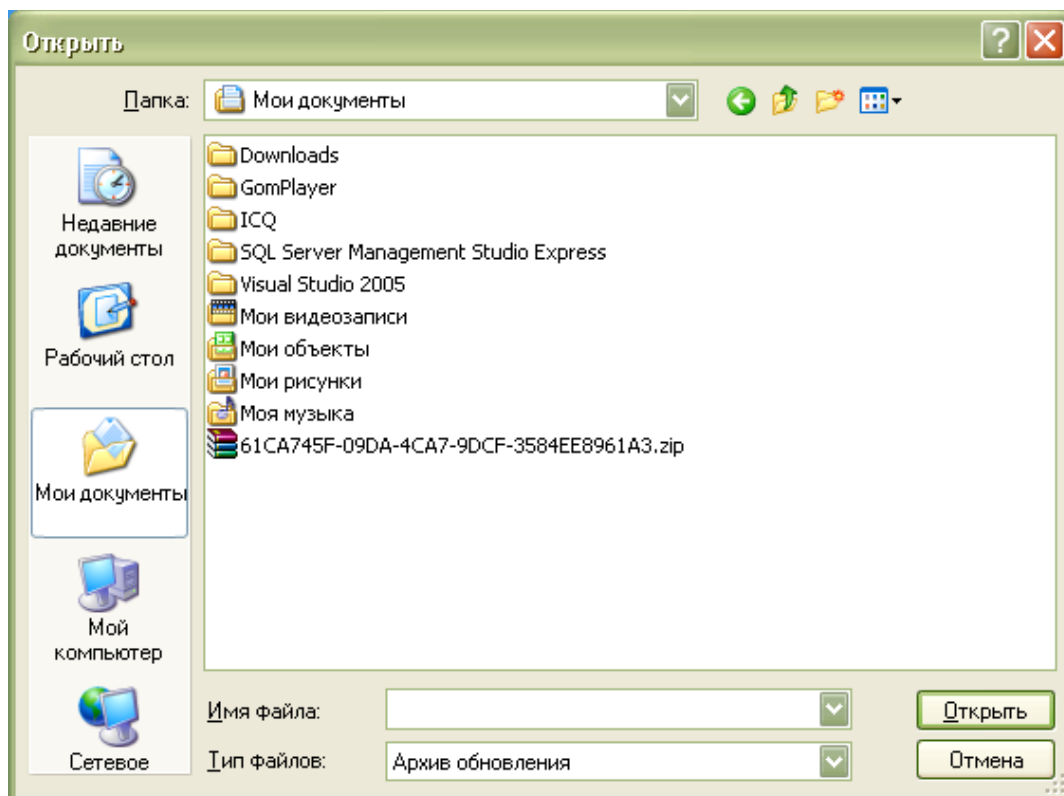 Открыть
Папка: Мои документы
Недавние
документы
Рабочий стол
Мои документы
Мой
компьютер
Сетевое
Downloads
GomPlayer
ICQ
SQL Server Management Studio Express
Visual Studio 2005
Мои видеозаписи
Мои объекты
Мои рисунки
Моя музыка
61CA745F-09DA-4CA7-9DCF-3584EE8961A3.zip
Имя файла:
Открыть
Тип файлов: Архив обновления
Отмена